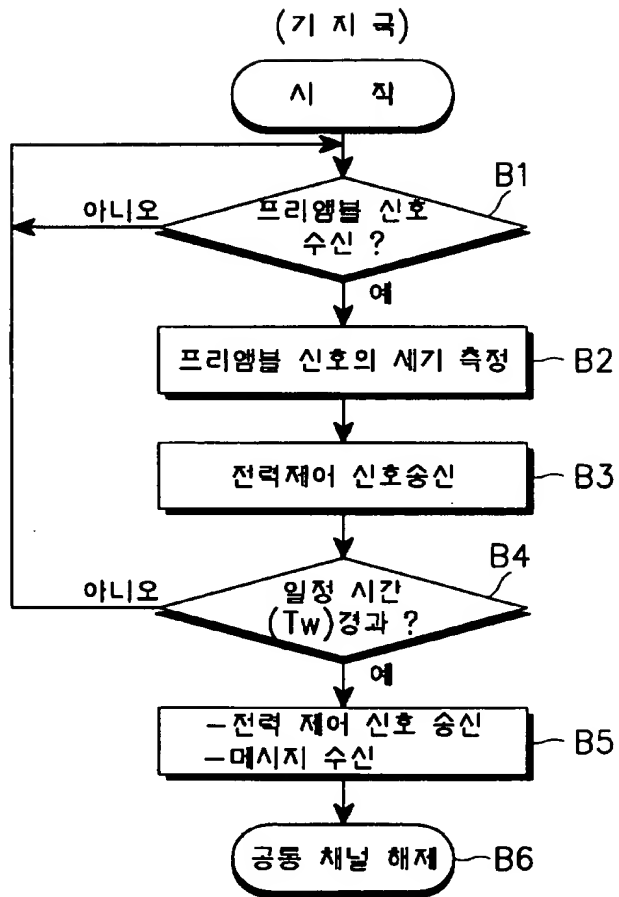 (기 지 국)
시 작
B1
아니오
프리앰블 신호
수신 ?
예
프리앰블 신호의 세기 측정
B2
전력제어 신호송신
B3
B4
아니오
일정 시간
(Tw)경과 ?
예
-전력 제어 신호 송신
-메시지 수신
B5
공통 채널 해제
B6